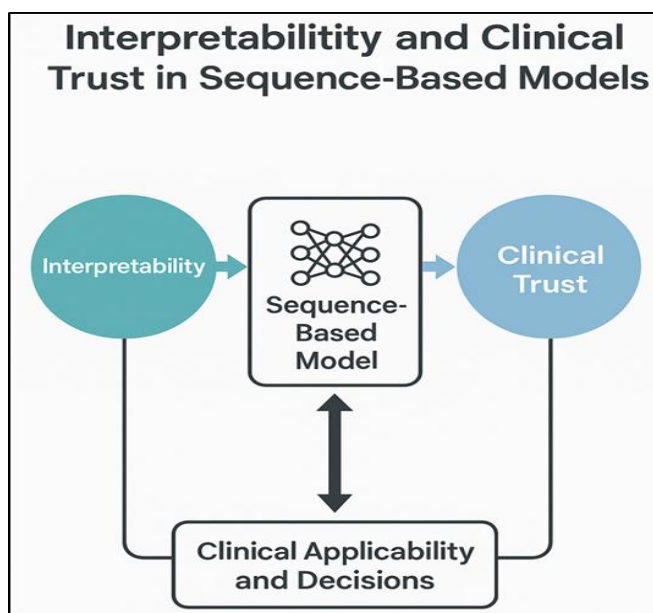 Interpretabilitity and Clinical
Trust in Sequence-Based Models
Interpretability
Sequence-
Based
Model
Clinical
Trust
Clinical Applicability
and Decisions